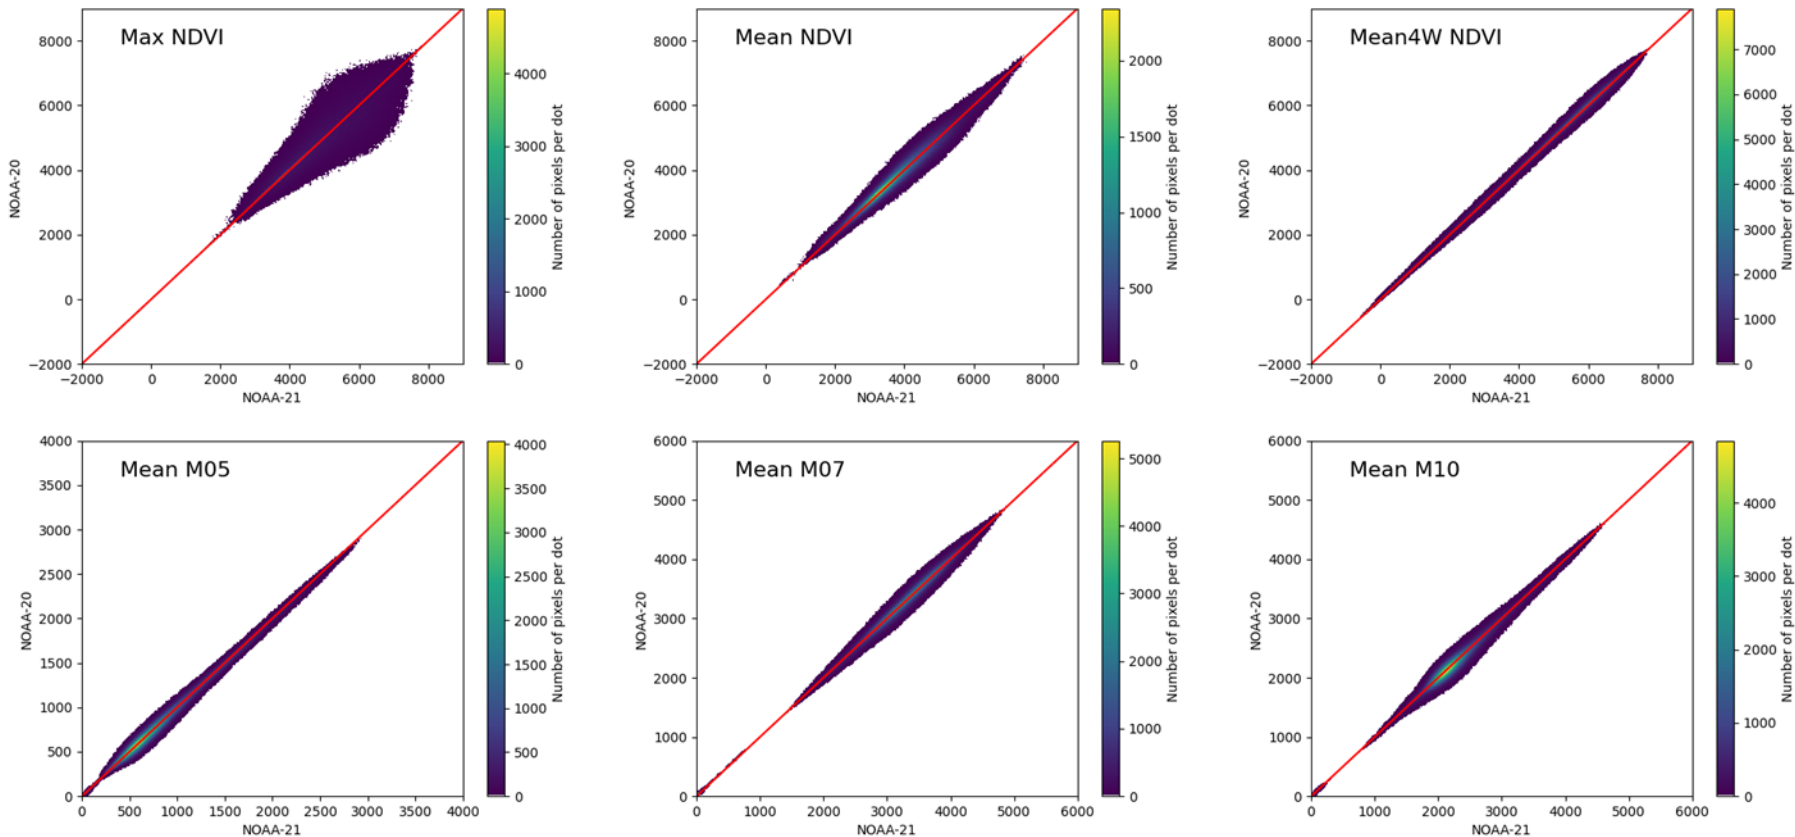 Max NDVI
8000
6000
4000
2000
0
−2000
NOAA-20
−2000 0 2000 4000 6000 8000
NOAA-21
4000
3000
2000
1000
0
Number of pixels per dot
Mean NDVI
8000
6000
4000
2000
0
−2000
NOAA-20
−2000 0 2000 4000 6000 8000
NOAA-21
2000
1500
1000
500
0
Number of pixels per dot
Mean4W NDVI
8000
6000
4000
2000
0
−2000
NOAA-20
−2000 0 2000 4000 6000 8000
NOAA-21
7000
6000
5000
4000
3000
2000
1000
0
Number of pixels per dot
Mean M05
4000
3500
3000
2500
2000
1500
1000
500
0
NOAA-20
0 500 1000 1500 2000 2500 3000 3500 4000
NOAA-21
4000
3500
3000
2500
2000
1500
1000
500
0
Number of pixels per dot
Mean M07
6000
5000
4000
3000
2000
1000
0
NOAA-20
0 1000 2000 3000 4000 5000 6000
NOAA-21
5000
4000
3000
2000
1000
0
Number of pixels per dot
Mean M10
6000
5000
4000
3000
2000
1000
0
NOAA-20
0 1000 2000 3000 4000 5000 6000
NOAA-21
4000
3000
2000
1000
0
Number of pixels per dot